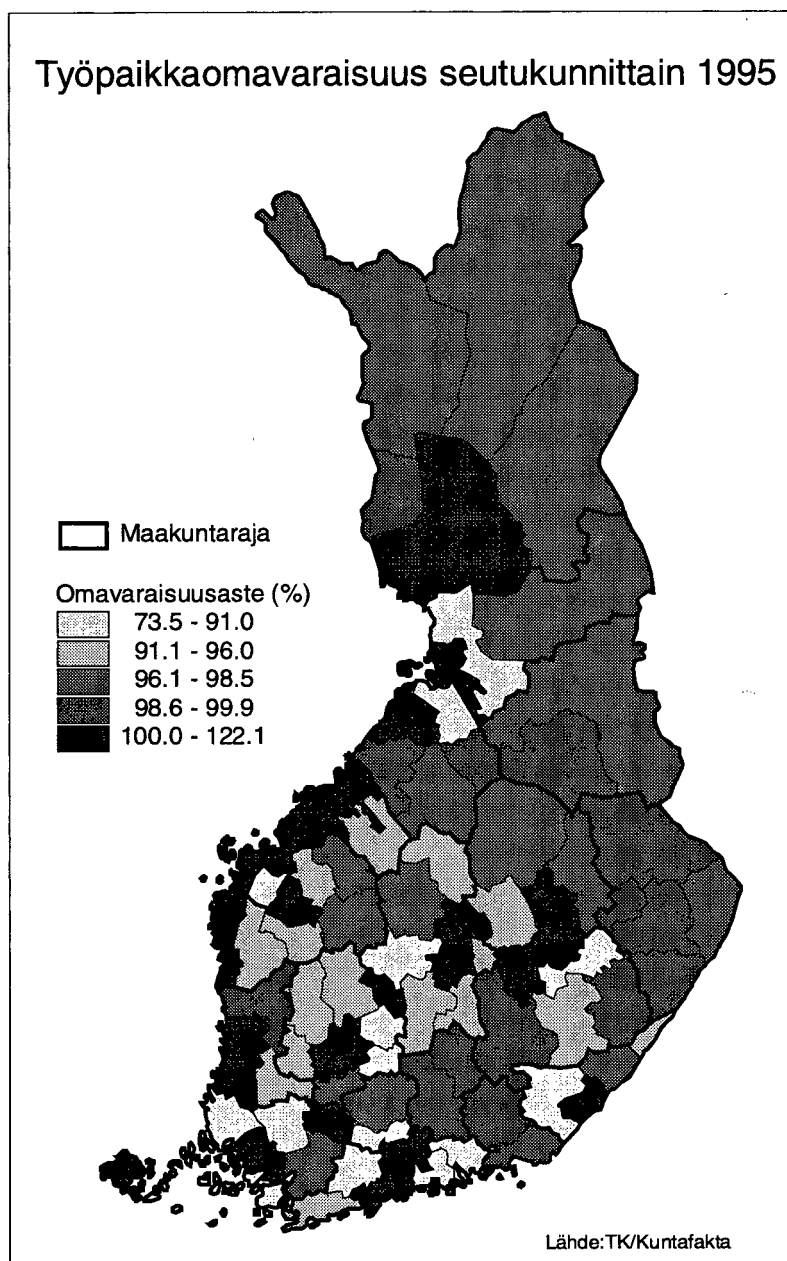 Työpaikkaomavaraisuus seutukunnittain 1995
Maakuntaraja
Omavaraisuusaste (%)
73.5 - 91.0
91.1 - 96.0
96.1 - 98.5
98.6 - 99.9
100.0 - 122.1
Lähde:TK/Kuntafakta